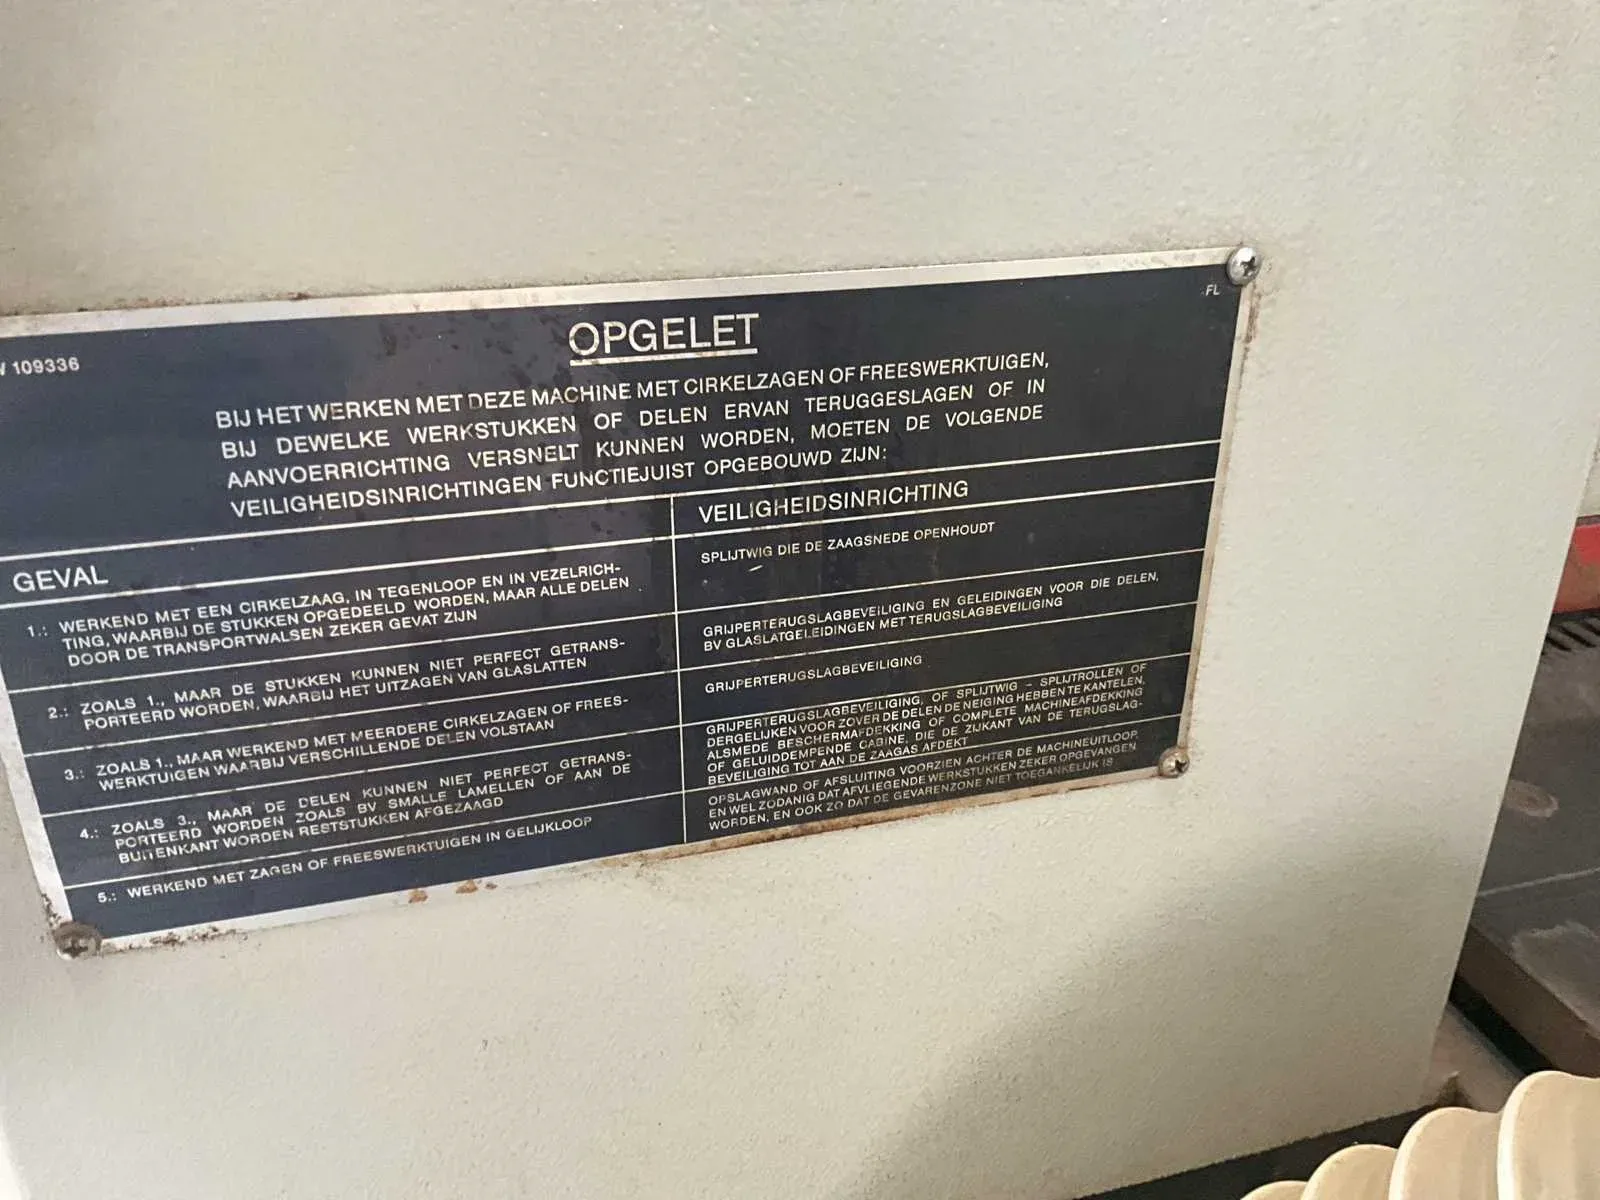 109336
FL
OPGELET
BIJ HET WERKEN MET DEZE MACHINE MET CIRKELZAGEN OF FREESWERKTUIGEN,
BIJ DEWELKE WERKSTUKKEN OF DELEN ERVAN TERUGGESLAGEN OF IN
AANVOERRICHTING VERSNELT KUNNEN WORDEN, MOETEN DE VOLGENDE
VEILIGHEIDSINRICHTINGEN FUNCTIEJUIST OPGEBOUWD ZIJN:
GEVAL
VEILIGHEIDSINRICHTING
1.: WERKEND MET EEN CIRKELZAAG, IN TEGENLOOP EN IN VEZELRICH-
TING, WAARBIJ DE STUKKEN OPGEDEELD WORDEN, MAAR ALLE DELEN
DOOR DE TRANSPORTWALSEN ZEKER GEVAT ZIJN
SPLIJTWIG DIE DE ZAAGSNEDE OPENHOUDT
2.: ZOALS 1., MAAR DE STUKKEN KUNNEN NIET PERFECT GETRANS-
PORTEERD WORDEN, WAARBIJ HET UITZAGEN VAN GLASLATTEN
GRIJPERTERUGSLAGBEVEILIGING EN GELEIDINGEN VOOR DIE DELEN,
BV GLASLATGELEIDINGEN MET TERUGSLAGBEVEILIGING
3.: ZOALS 1., MAAR WERKEND MET MEERDERE CIRKELZAGEN OF FREES-
WERKTUIGEN WAARBIJ VERSCHILLENDE DELEN VOLSTAAN
GRIJPERTERUGSLAGBEVEILIGING
4.: ZOALS 3., MAAR DE DELEN KUNNEN NIET PERFECT GETRANS-
PORTEERD WORDEN ZOALS BV SMALLE LAMELLEN OF AAN DE
BUITENKANT WORDEN RESTSTUKKEN AFGEZAAGD
GRIJPERTERUGSLAGBEVEILIGING, OF SPLIJTWIG - SPLIJTROLLEN OF
DERGELIJKEN VOOR ZOVER DE DELEN DE NEIGING HEBBEN TE KANTELEN,
ALSMEDE BESCHERMAFDEKKING OF COMPLETE MACHINEAFDEKKING
OF GELUIDDEMPENDE CABINE, DIE DE ZIJKANT VAN DE TERUGSLAG-
BEVEILIGING TOT AAN DE ZAAGAS AFDEKT
5.: WERKEND MET ZAGEN OF FREESWERKTUIGEN IN GELIJKLOOP
OPSLAGWAND OF AFSLUITING VOORZIEN ACHTER DE MACHINEUITLOOP,
EN WEL ZODANIG DAT AFVLIEGENDE WERKSTUKKEN ZEKER OPGEVANGEN
WORDEN, EN OOK ZO DAT DE GEVARENZONE NIET TOEGANKELIJK IS